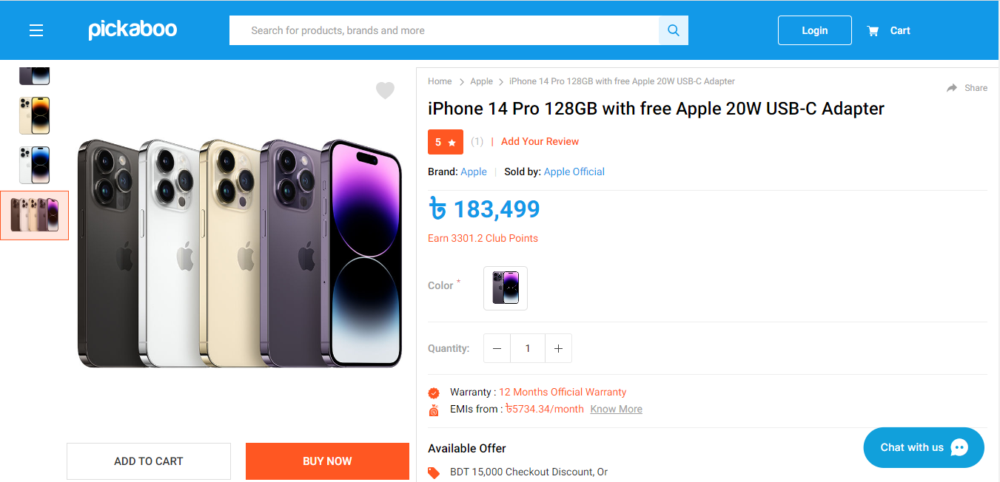 pickaboo
Search for products, brands and more
Login
Cart
Home > Apple > iPhone 14 Pro 128GB with free Apple 20W USB-C Adapter
Share
iPhone 14 Pro 128GB with free Apple 20W USB-C Adapter
5 ★ (1) | Add Your Review
Brand: Apple | Sold by: Apple Official
৳ 183,499
Earn 3301.2 Club Points
Color *
Quantity: — 1 +
Warranty : 12 Months Official Warranty
EMIs from : ৳5734.34/month Know More
Available Offer
BDT 15,000 Checkout Discount, Or
ADD TO CART
BUY NOW
Chat with us